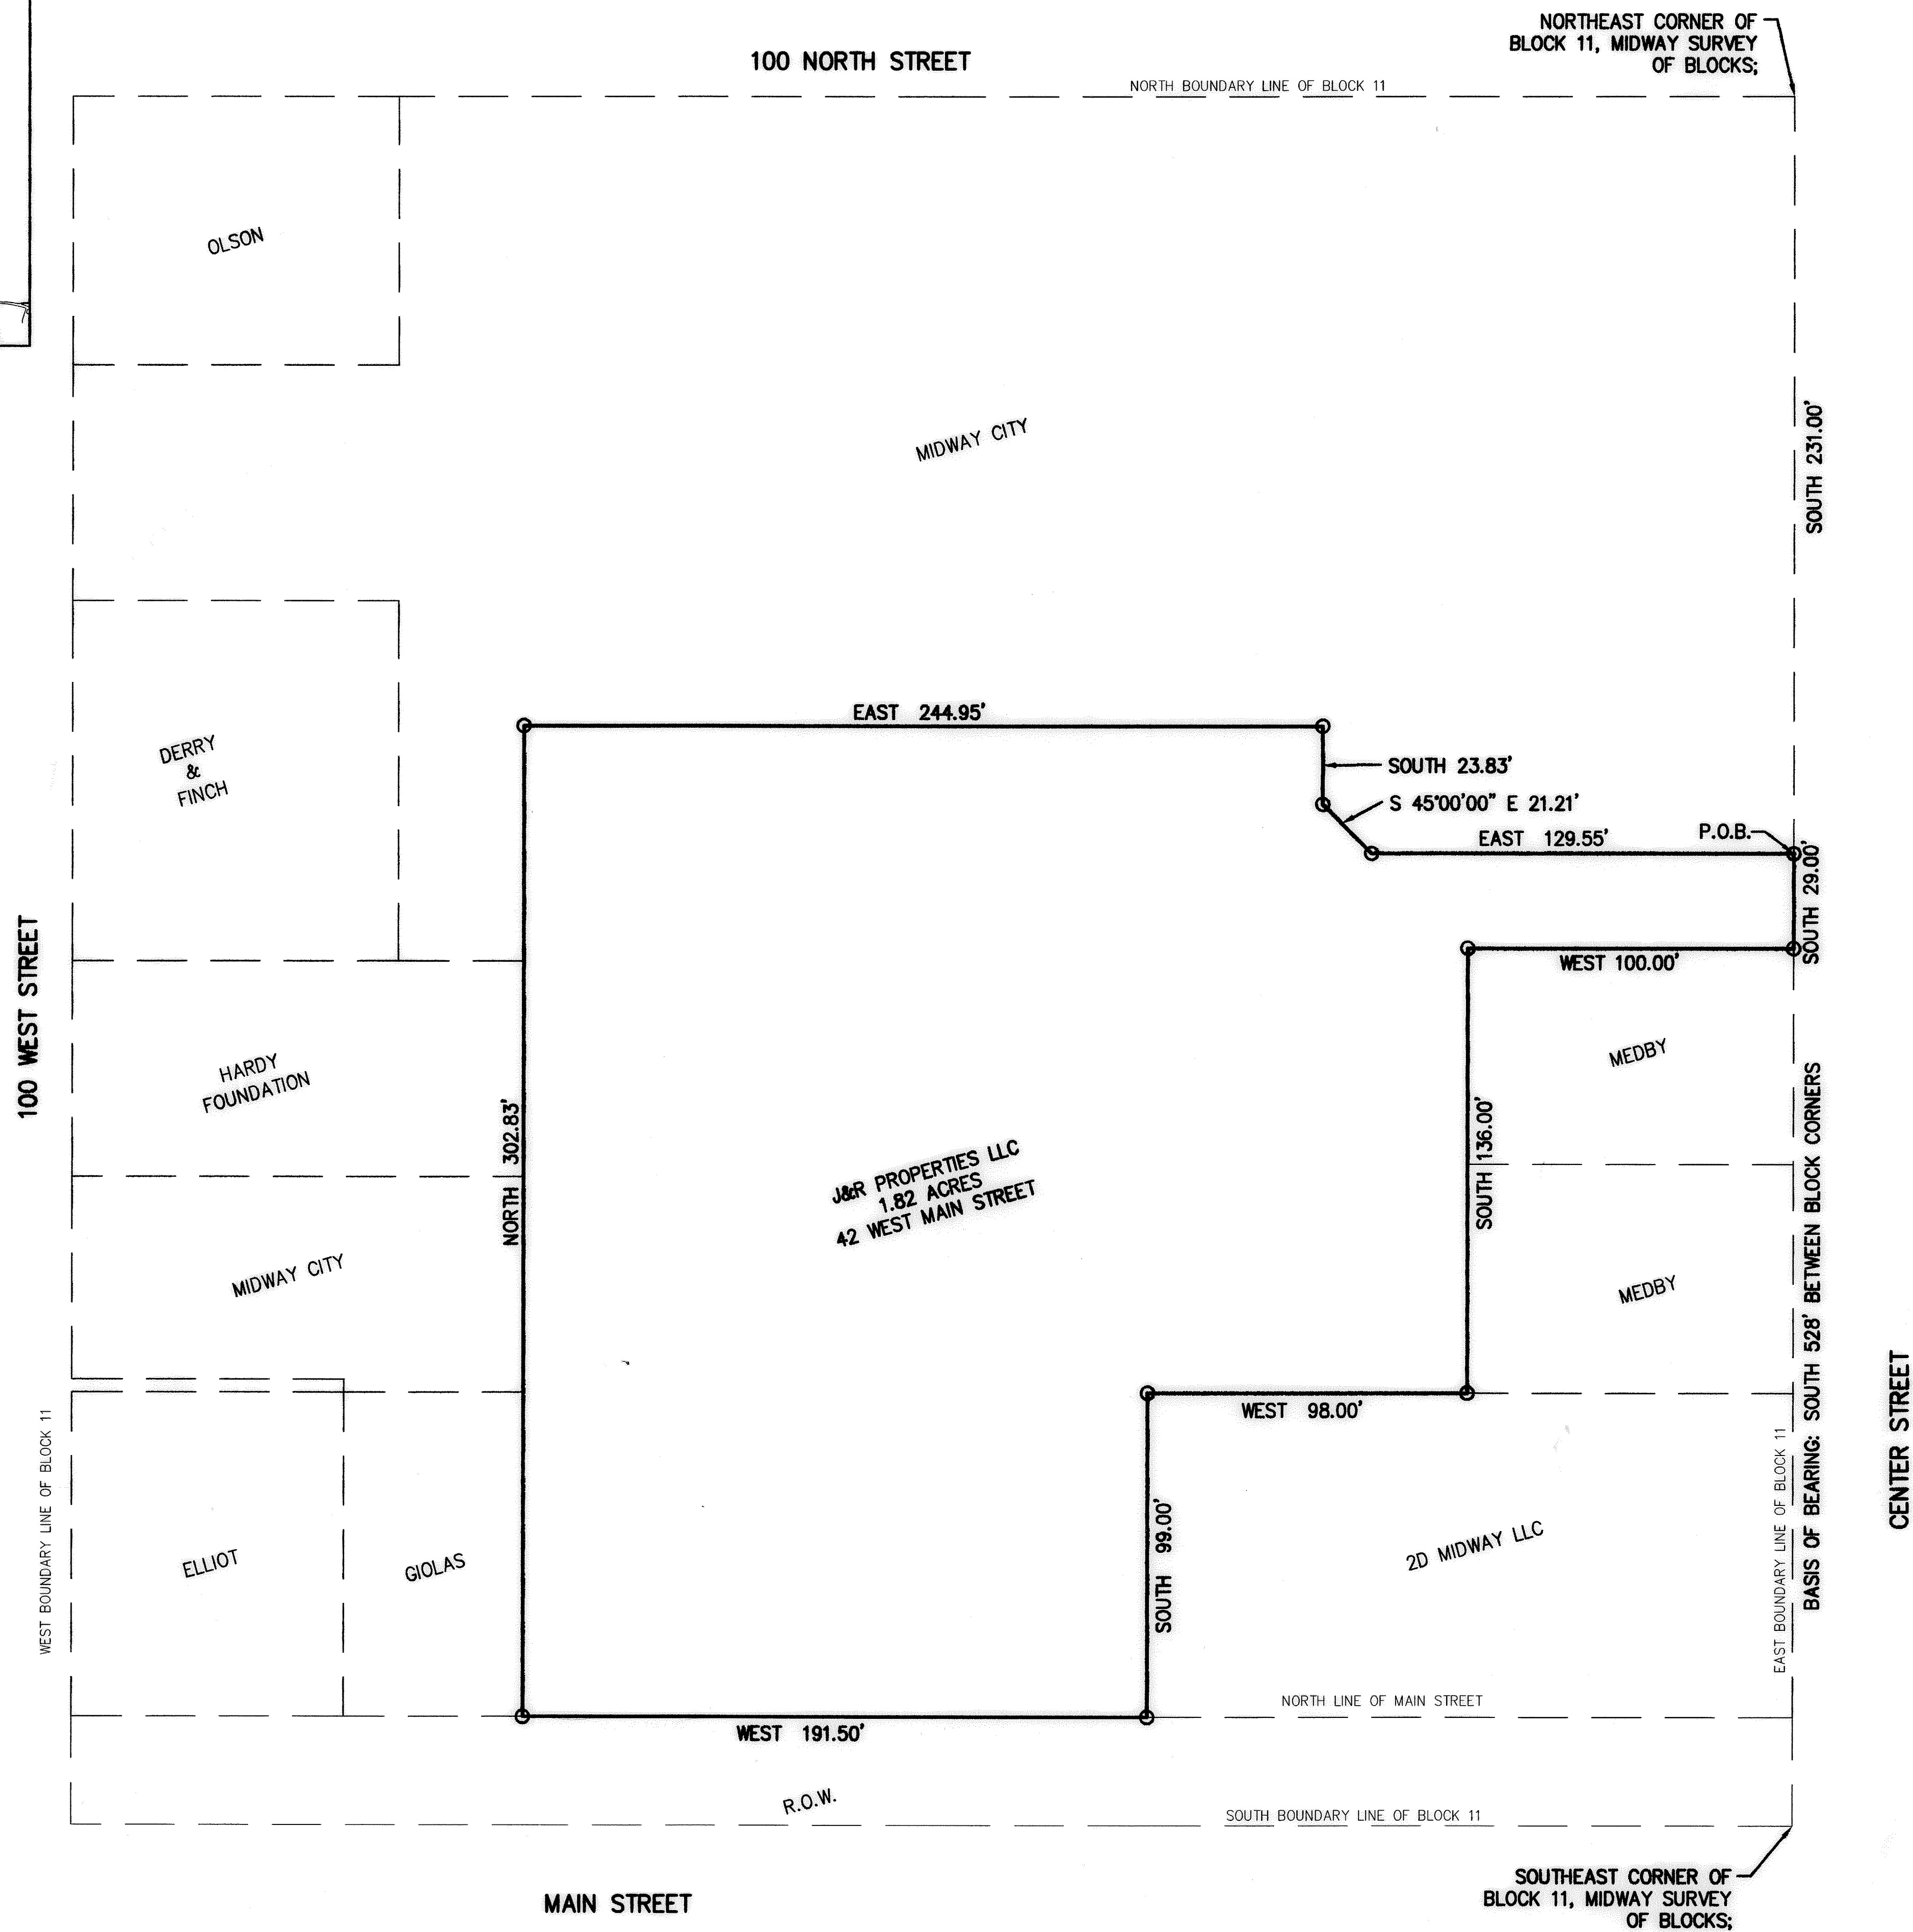 NORTHEAST CORNER OF
BLOCK 11, MIDWAY SURVEY
OF BLOCKS;
100 NORTH STREET
NORTH BOUNDARY LINE OF BLOCK 11
OLSON
MIDWAY CITY
SOUTH 231.00'
EAST 244.95'
DERRY
&
FINCH
SOUTH 23.83'
S 45°00'00" E 21.21'
EAST 129.55'
P.O.B.
SOUTH 29.00'
WEST 100.00'
100 WEST STREET
HARDY
FOUNDATION
NORTH 302.83'
J&R PROPERTIES LLC
1.82 ACRES
42 WEST MAIN STREET
SOUTH 136.00'
MEDBY
MIDWAY CITY
MEDBY
BASIS OF BEARING: SOUTH 528' BETWEEN BLOCK CORNERS
CENTER STREET
WEST 98.00'
WEST BOUNDARY LINE OF BLOCK 11
ELLIOT
GIOLAS
SOUTH 99.00'
2D MIDWAY LLC
EAST BOUNDARY LINE OF BLOCK 11
NORTH LINE OF MAIN STREET
WEST 191.50'
R.O.W.
SOUTH BOUNDARY LINE OF BLOCK 11
MAIN STREET
SOUTHEAST CORNER OF
BLOCK 11, MIDWAY SURVEY
OF BLOCKS;